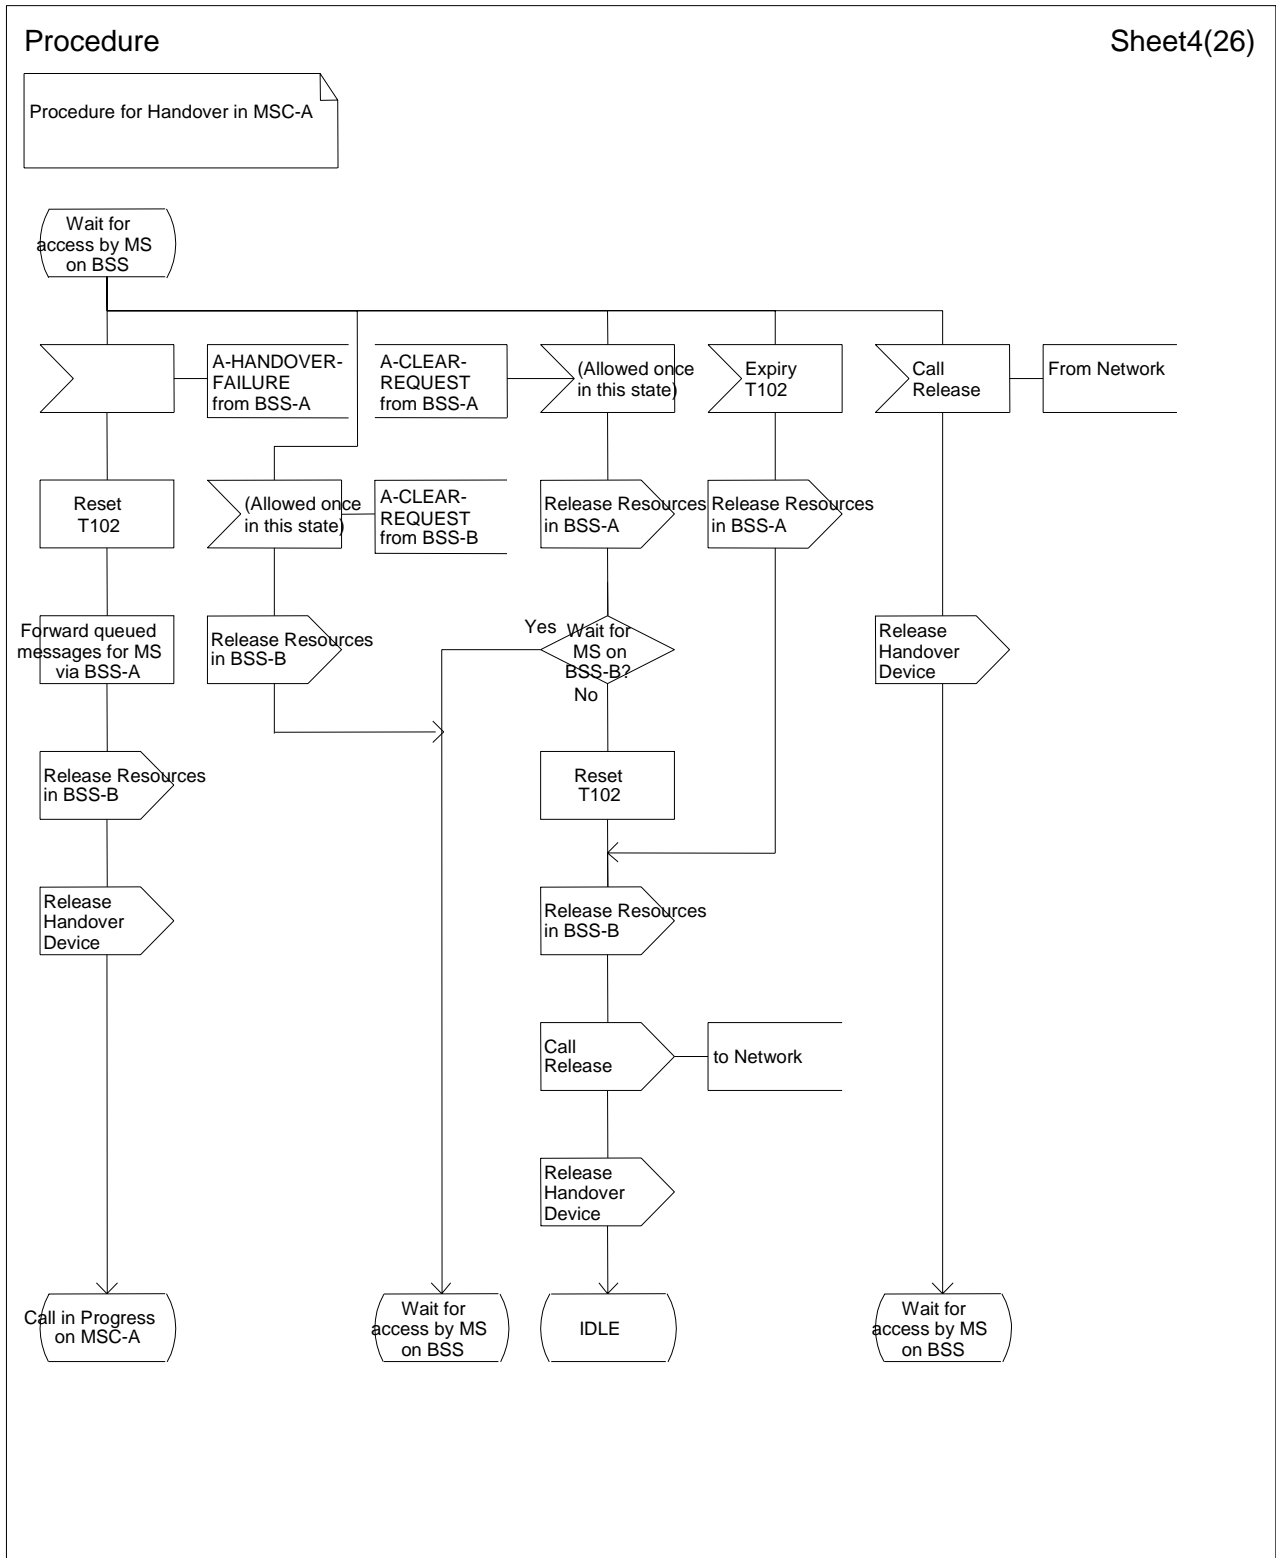 Procedure
Sheet4(26)
Procedure for Handover in MSC-A
Wait for
access by MS
on BSS
A-HANDOVER-
FAILURE
from BSS-A
A-CLEAR-
REQUEST
from BSS-A
(Allowed once
in this state)
Expiry
T102
Call
Release
From Network
Reset
T102
(Allowed once
in this state)
A-CLEAR-
REQUEST
from BSS-B
Release Resources
in BSS-A
Release Resources
in BSS-A
Forward queued
messages for MS
via BSS-A
Release Resources
in BSS-B
Yes
Wait for
MS on
BSS-B?
No
Release
Handover
Device
Release Resources
in BSS-B
Reset
T102
Release
Handover
Device
Release Resources
in BSS-B
Call
Release
to Network
Release
Handover
Device
Call in Progress
on MSC-A
Wait for
access by MS
on BSS
IDLE
Wait for
access by MS
on BSS